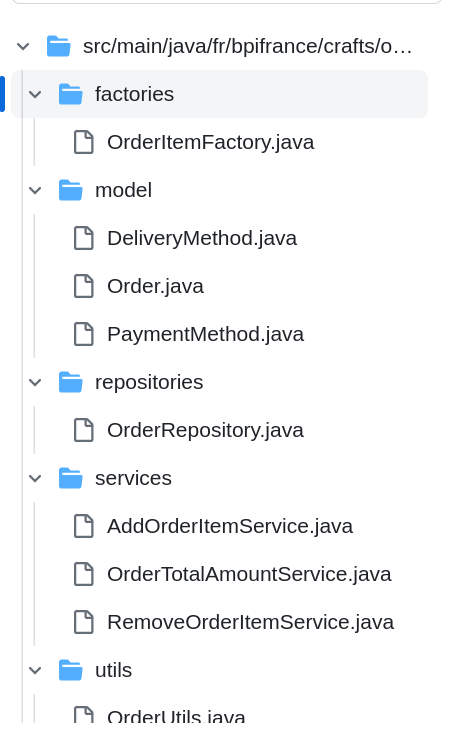 src/main/java/fr/bpifrance/crafts/o…
factories
OrderItemFactory.java
model
DeliveryMethod.java
Order.java
PaymentMethod.java
repositories
OrderRepository.java
services
AddOrderItemService.java
OrderTotalAmountService.java
RemoveOrderItemService.java
utils
OrderUtils.java